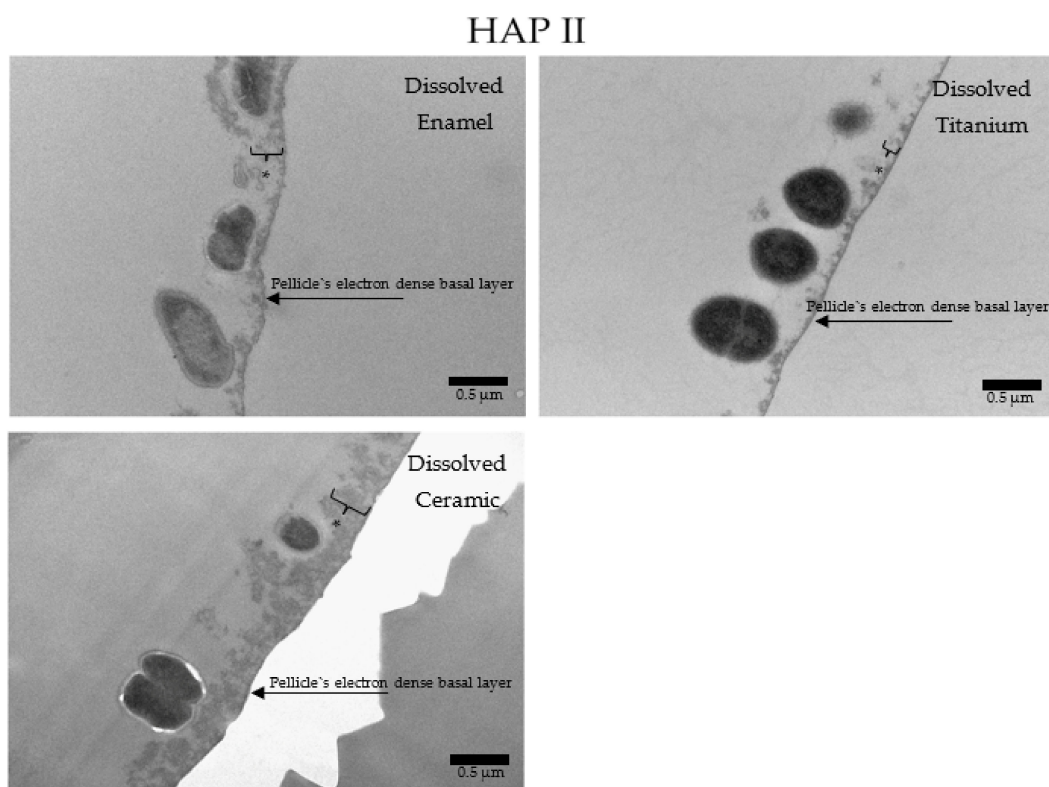 HAP II
Dissolved
Enamel
*
Pellicle`s electron dense basal layer
0.5 µm
Dissolved
Titanium
*
Pellicle`s electron dense basal layer
0.5 µm
Dissolved
Ceramic
*
Pellicle`s electron dense basal layer
0.5 µm